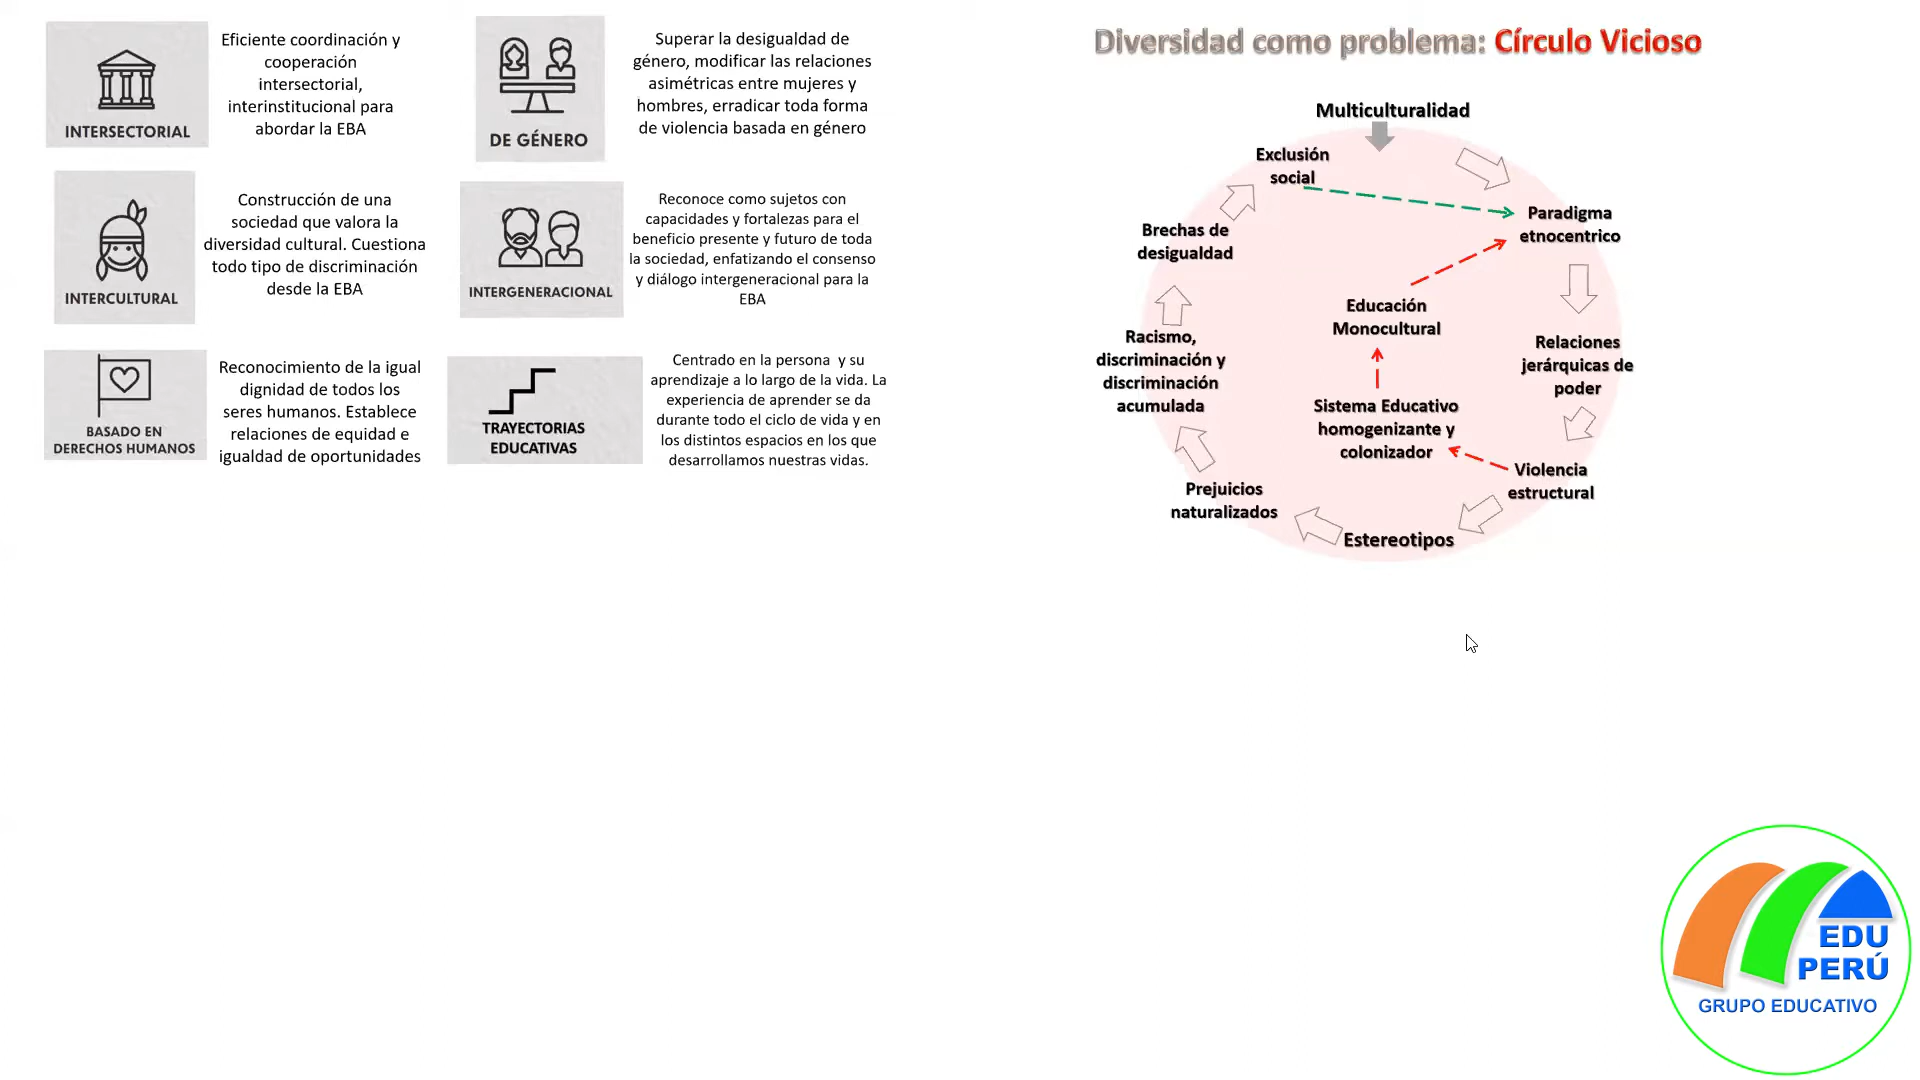 INTERSECTORIAL
Eficiente coordinación y
cooperación
intersectorial,
interinstitucional para
abordar la EBA
DE GÉNERO
Superar la desigualdad de
género, modificar las relaciones
asimétricas entre mujeres y
hombres, erradicar toda forma
de violencia basada en género
INTERCULTURAL
Construcción de una
sociedad que valora la
diversidad cultural. Cuestiona
todo tipo de discriminación
desde la EBA
INTERGENERACIONAL
Reconoce como sujetos con
capacidades y fortalezas para el
beneficio presente y futuro de toda
la sociedad, enfatizando el consenso
y diálogo intergeneracional para la
EBA
BASADO EN
DERECHOS HUMANOS
Reconocimiento de la igual
dignidad de todos los
seres humanos. Establece
relaciones de equidad e
igualdad de oportunidades
TRAYECTORIAS
EDUCATIVAS
Centrado en la persona y su
aprendizaje a lo largo de la vida. La
experiencia de aprender se da
durante todo el ciclo de vida y en
los distintos espacios en los que
desarrollamos nuestras vidas.
Diversidad como problema: Círculo Vicioso
Multiculturalidad
Exclusión
social
Paradigma
etnocentrico
Brechas de
desigualdad
Educación
Monocultural
Relaciones
jerárquicas de
poder
Racismo,
discriminación y
discriminación
acumulada
Sistema Educativo
homogenizante y
colonizador
Violencia
estructural
Prejuicios
naturalizados
Estereotipos
EDU
PERÚ
GRUPO EDUCATIVO